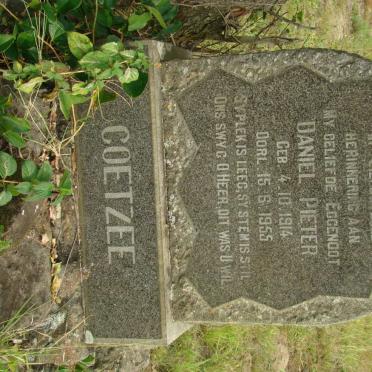 HERINNERING AAN
MY GELIEFDE EGGENOOT
DANIEL PIETER
GEB. 4.10.1914
OORL. 15.6.1955
SY PLEK IS LEEG, SY STEM IS STIL
ONS SWYG O HEER, DIT WAS U WIL
COETZEE